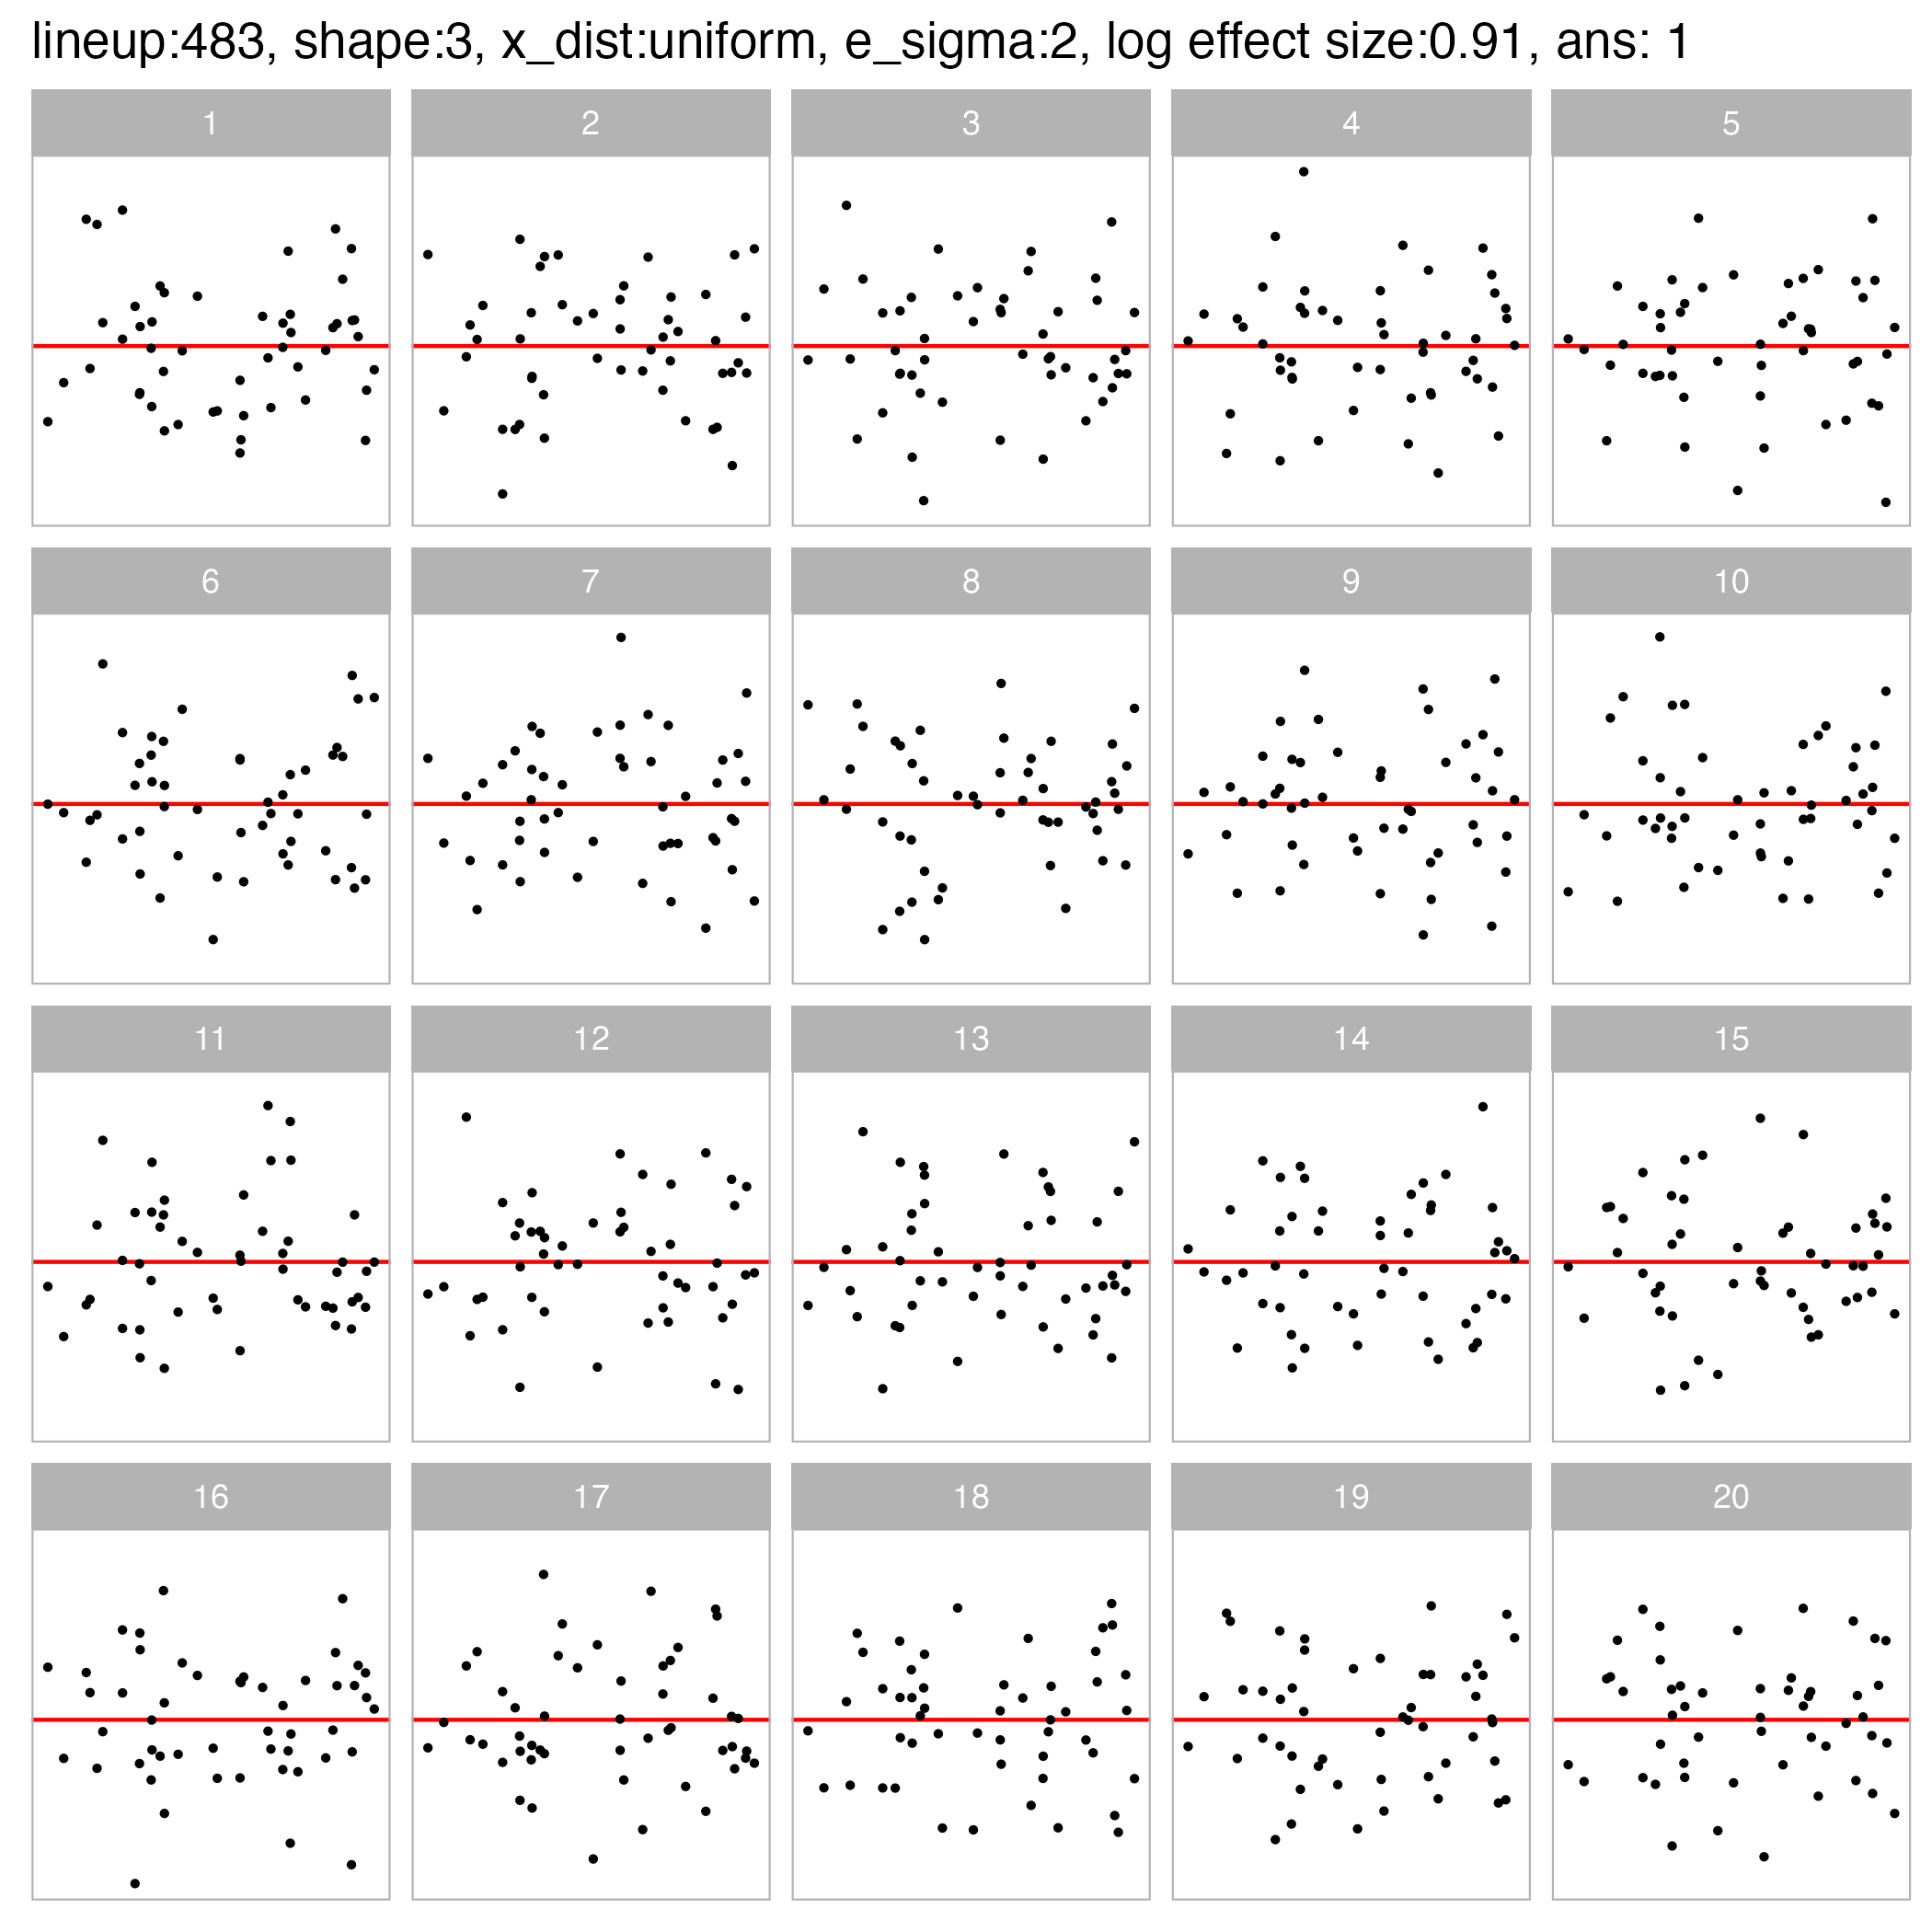 lineup:483, shape:3, x_dist:uniform, e_sigma:2, log effect size:0.91, ans: 1
1 2 3 4 5
6 7 8 9 10
11 12 13 14 15
16 17 18 19 20